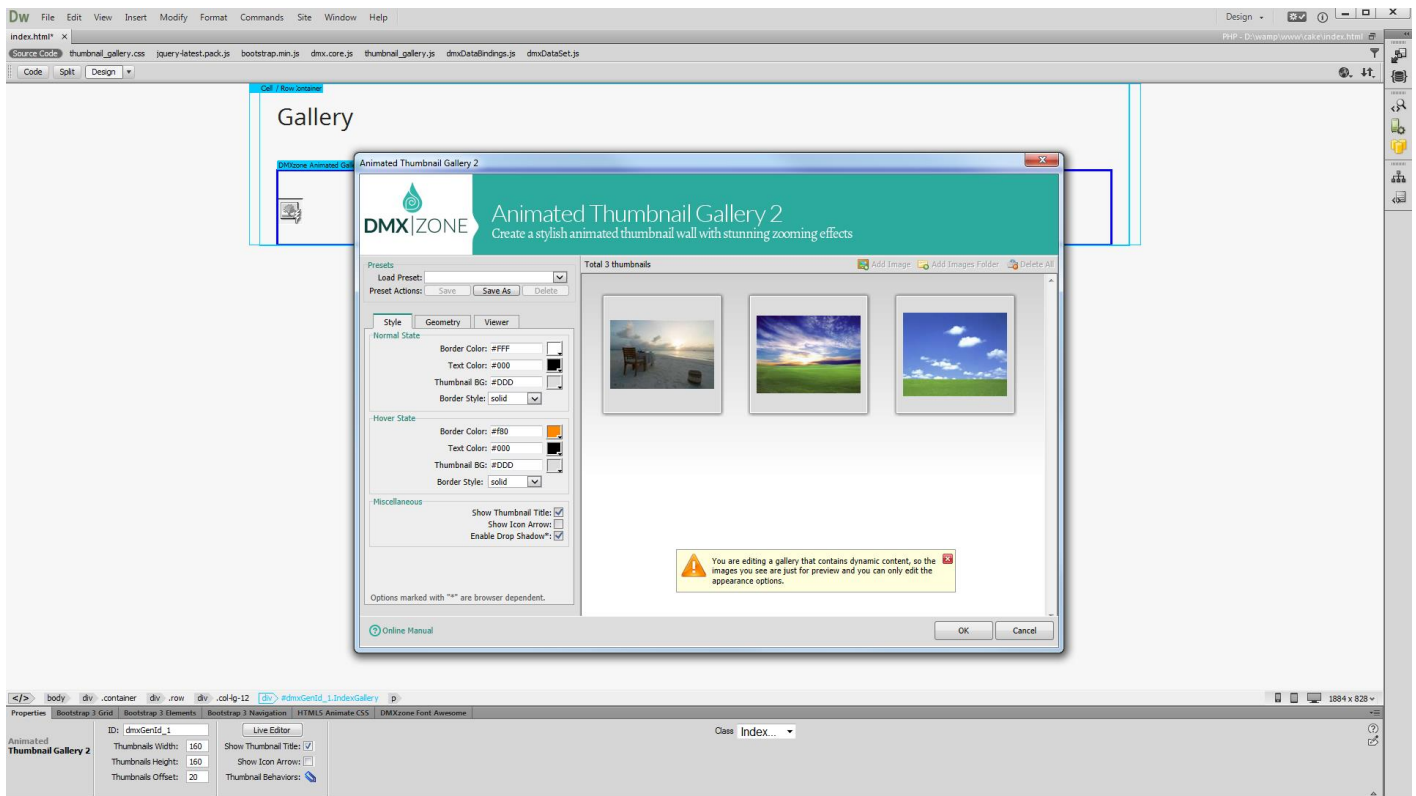 Dw File Edit View Insert Modify Format Commands Site Window Help Design
index.html* x PHP - D:\wamp\www\cake\index.html
Source Code thumbnail_gallery.css jquery-latest.pack.js bootstrap.min.js dmx.core.js thumbnail_gallery.js dmxDataBindings.js dmxDataSet.js
Code Split Design
Cell / Row
Gallery
DMXzone Animated
Animated Thumbnail Gallery 2
DMX|ZONE
Animated Thumbnail Gallery 2
Create a stylish animated thumbnail wall with stunning zooming effects
Presets
Load Preset:
Preset Actions: Save Save As Delete
Style Geometry Viewer
Normal State
Border Color: #FFF
Text Color: #000
Thumbnail BG: #DDD
Border Style: solid
Hover State
Border Color: #f80
Text Color: #000
Thumbnail BG: #DDD
Border Style: solid
Miscellaneous
Show Thumbnail Title:
Show Icon Arrow:
Enable Drop Shadow*:
Options marked with "*" are browser dependent.
Total 3 thumbnails Add Image Add Images Folder Delete All
You are editing a gallery that contains dynamic content, so the
images you see are just for preview and you can only edit the
appearance options.
Online Manual OK Cancel
</> body div .container div .row div .col-lg-12 div #dmxGenId_1.IndexGallery p 1884 x 828
Properties Bootstrap 3 Grid Bootstrap 3 Elements Bootstrap 3 Navigation HTML5 Animate CSS DMXzone Font Awesome
Animated
Thumbnail Gallery 2
ID: dmxGenId_1 Live Editor Class Index...
Thumbnails Width: 160 Show Thumbnail Title:
Thumbnails Height: 160 Show Icon Arrow:
Thumbnails Offset: 20 Thumbnail Behaviors: